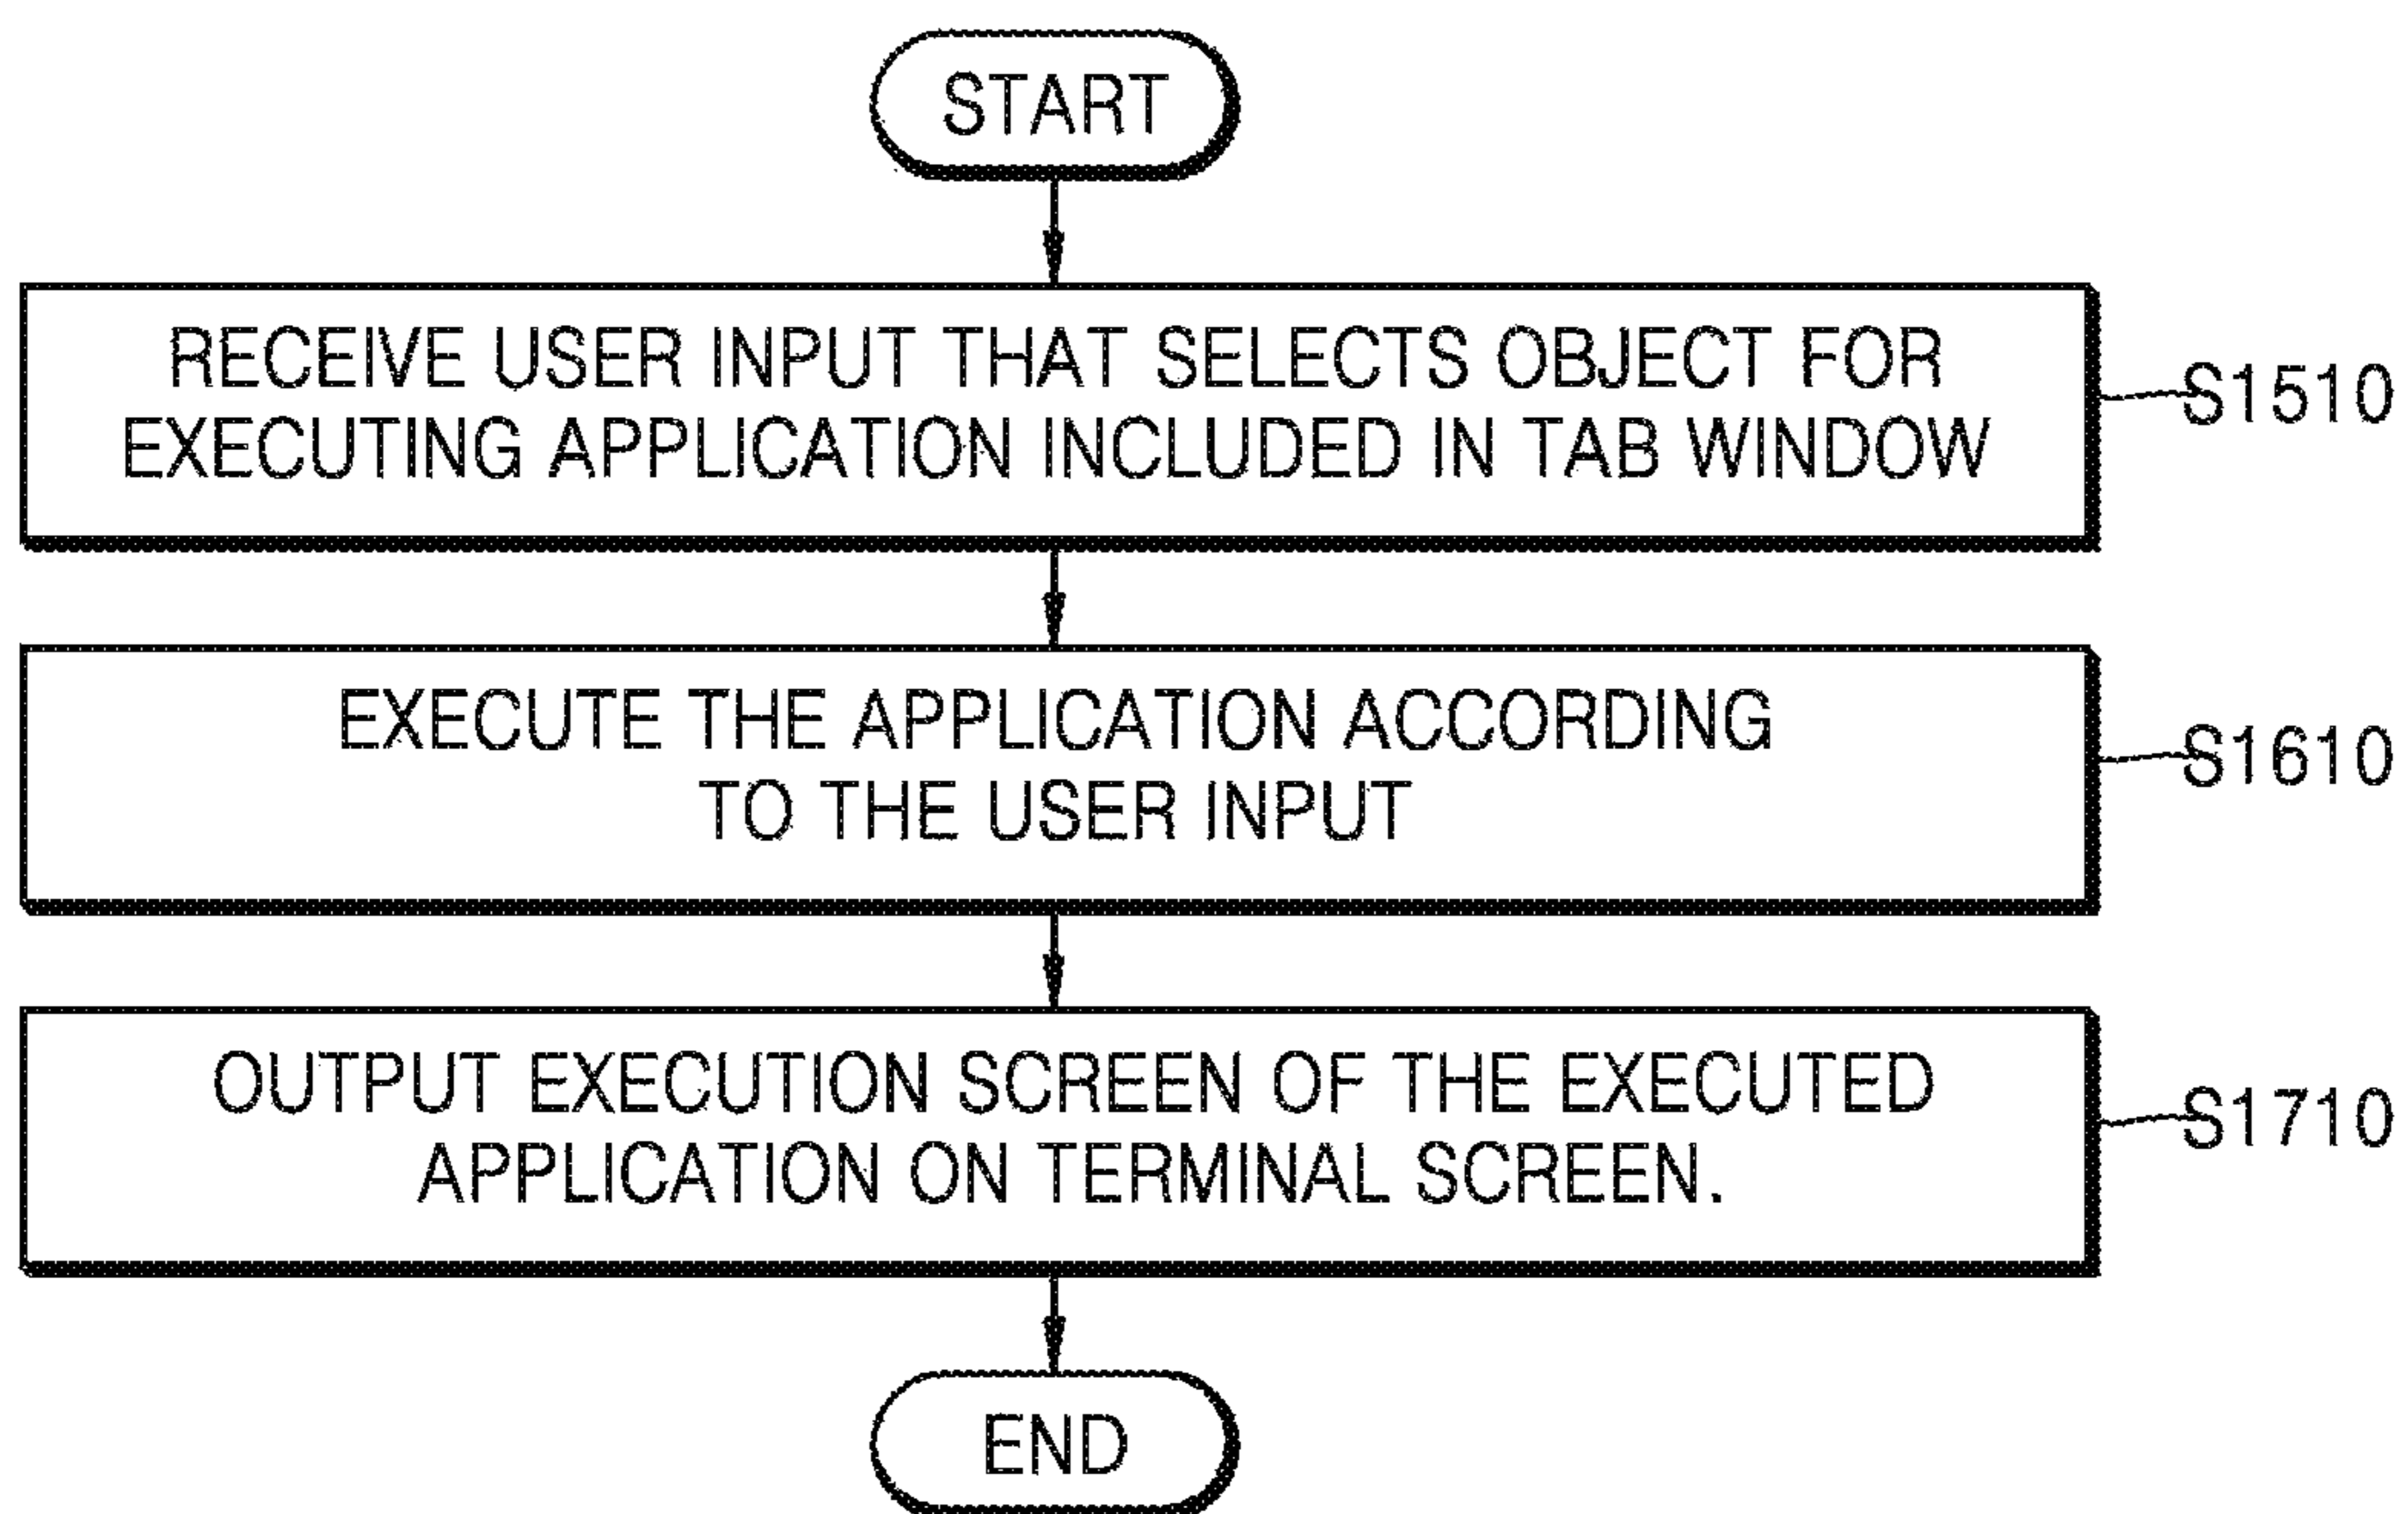 START
RECEIVE USER INPUT THAT SELECTS OBJECT FOR
EXECUTING APPLICATION INCLUDED IN TAB WINDOW
S1510
EXECUTE THE APPLICATION ACCORDING
TO THE USER INPUT
S1610
OUTPUT EXECUTION SCREEN OF THE EXECUTED
APPLICATION ON TERMINAL SCREEN.
S1710
END